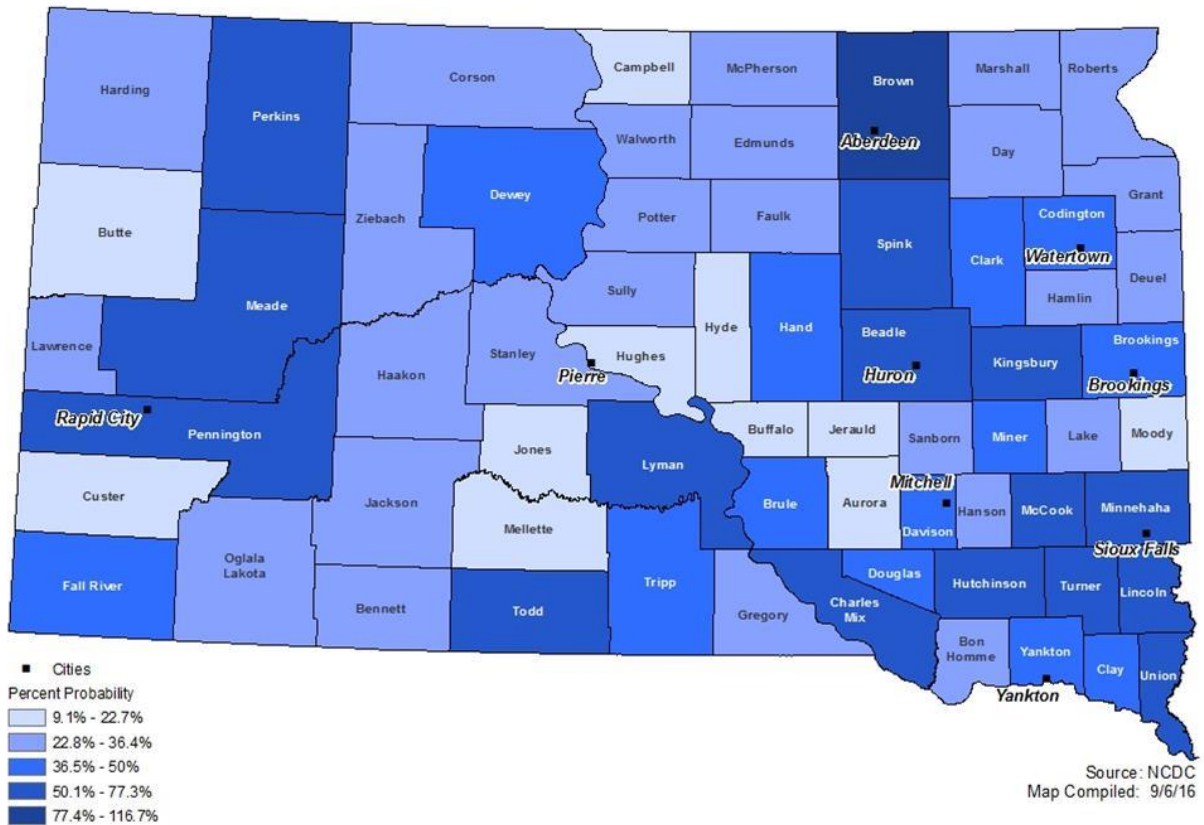 Harding
Perkins
Corson
Campbell
McPherson
Brown
Marshall
Roberts
Aberdeen
Walworth
Edmunds
Day
Butte
Ziebach
Dewey
Potter
Faulk
Spink
Clark
Codington
Watertown
Grant
Deuel
Hamlin
Meade
Sully
Hyde
Hand
Lawrence
Haakon
Stanley
Hughes
Pierre
Beadle
Huron
Kingsbury
Brookings
Brookings
Rapid City
Pennington
Jones
Lyman
Buffalo
Jerauld
Sanborn
Miner
Lake
Moody
Custer
Jackson
Mellette
Brule
Aurora
Mitchell
Davison
Hanson
McCook
Minnehaha
Sioux Falls
Fall River
Oglala
Lakota
Bennett
Todd
Tripp
Gregory
Charles
Mix
Douglas
Hutchinson
Turner
Lincoln
Bon
Homme
Yankton
Clay
Union
Yankton
Cities
Percent Probability
9.1% - 22.7%
22.8% - 36.4%
36.5% - 50%
50.1% - 77.3%
77.4% - 116.7%
Source: NCDC
Map Compiled: 9/6/16